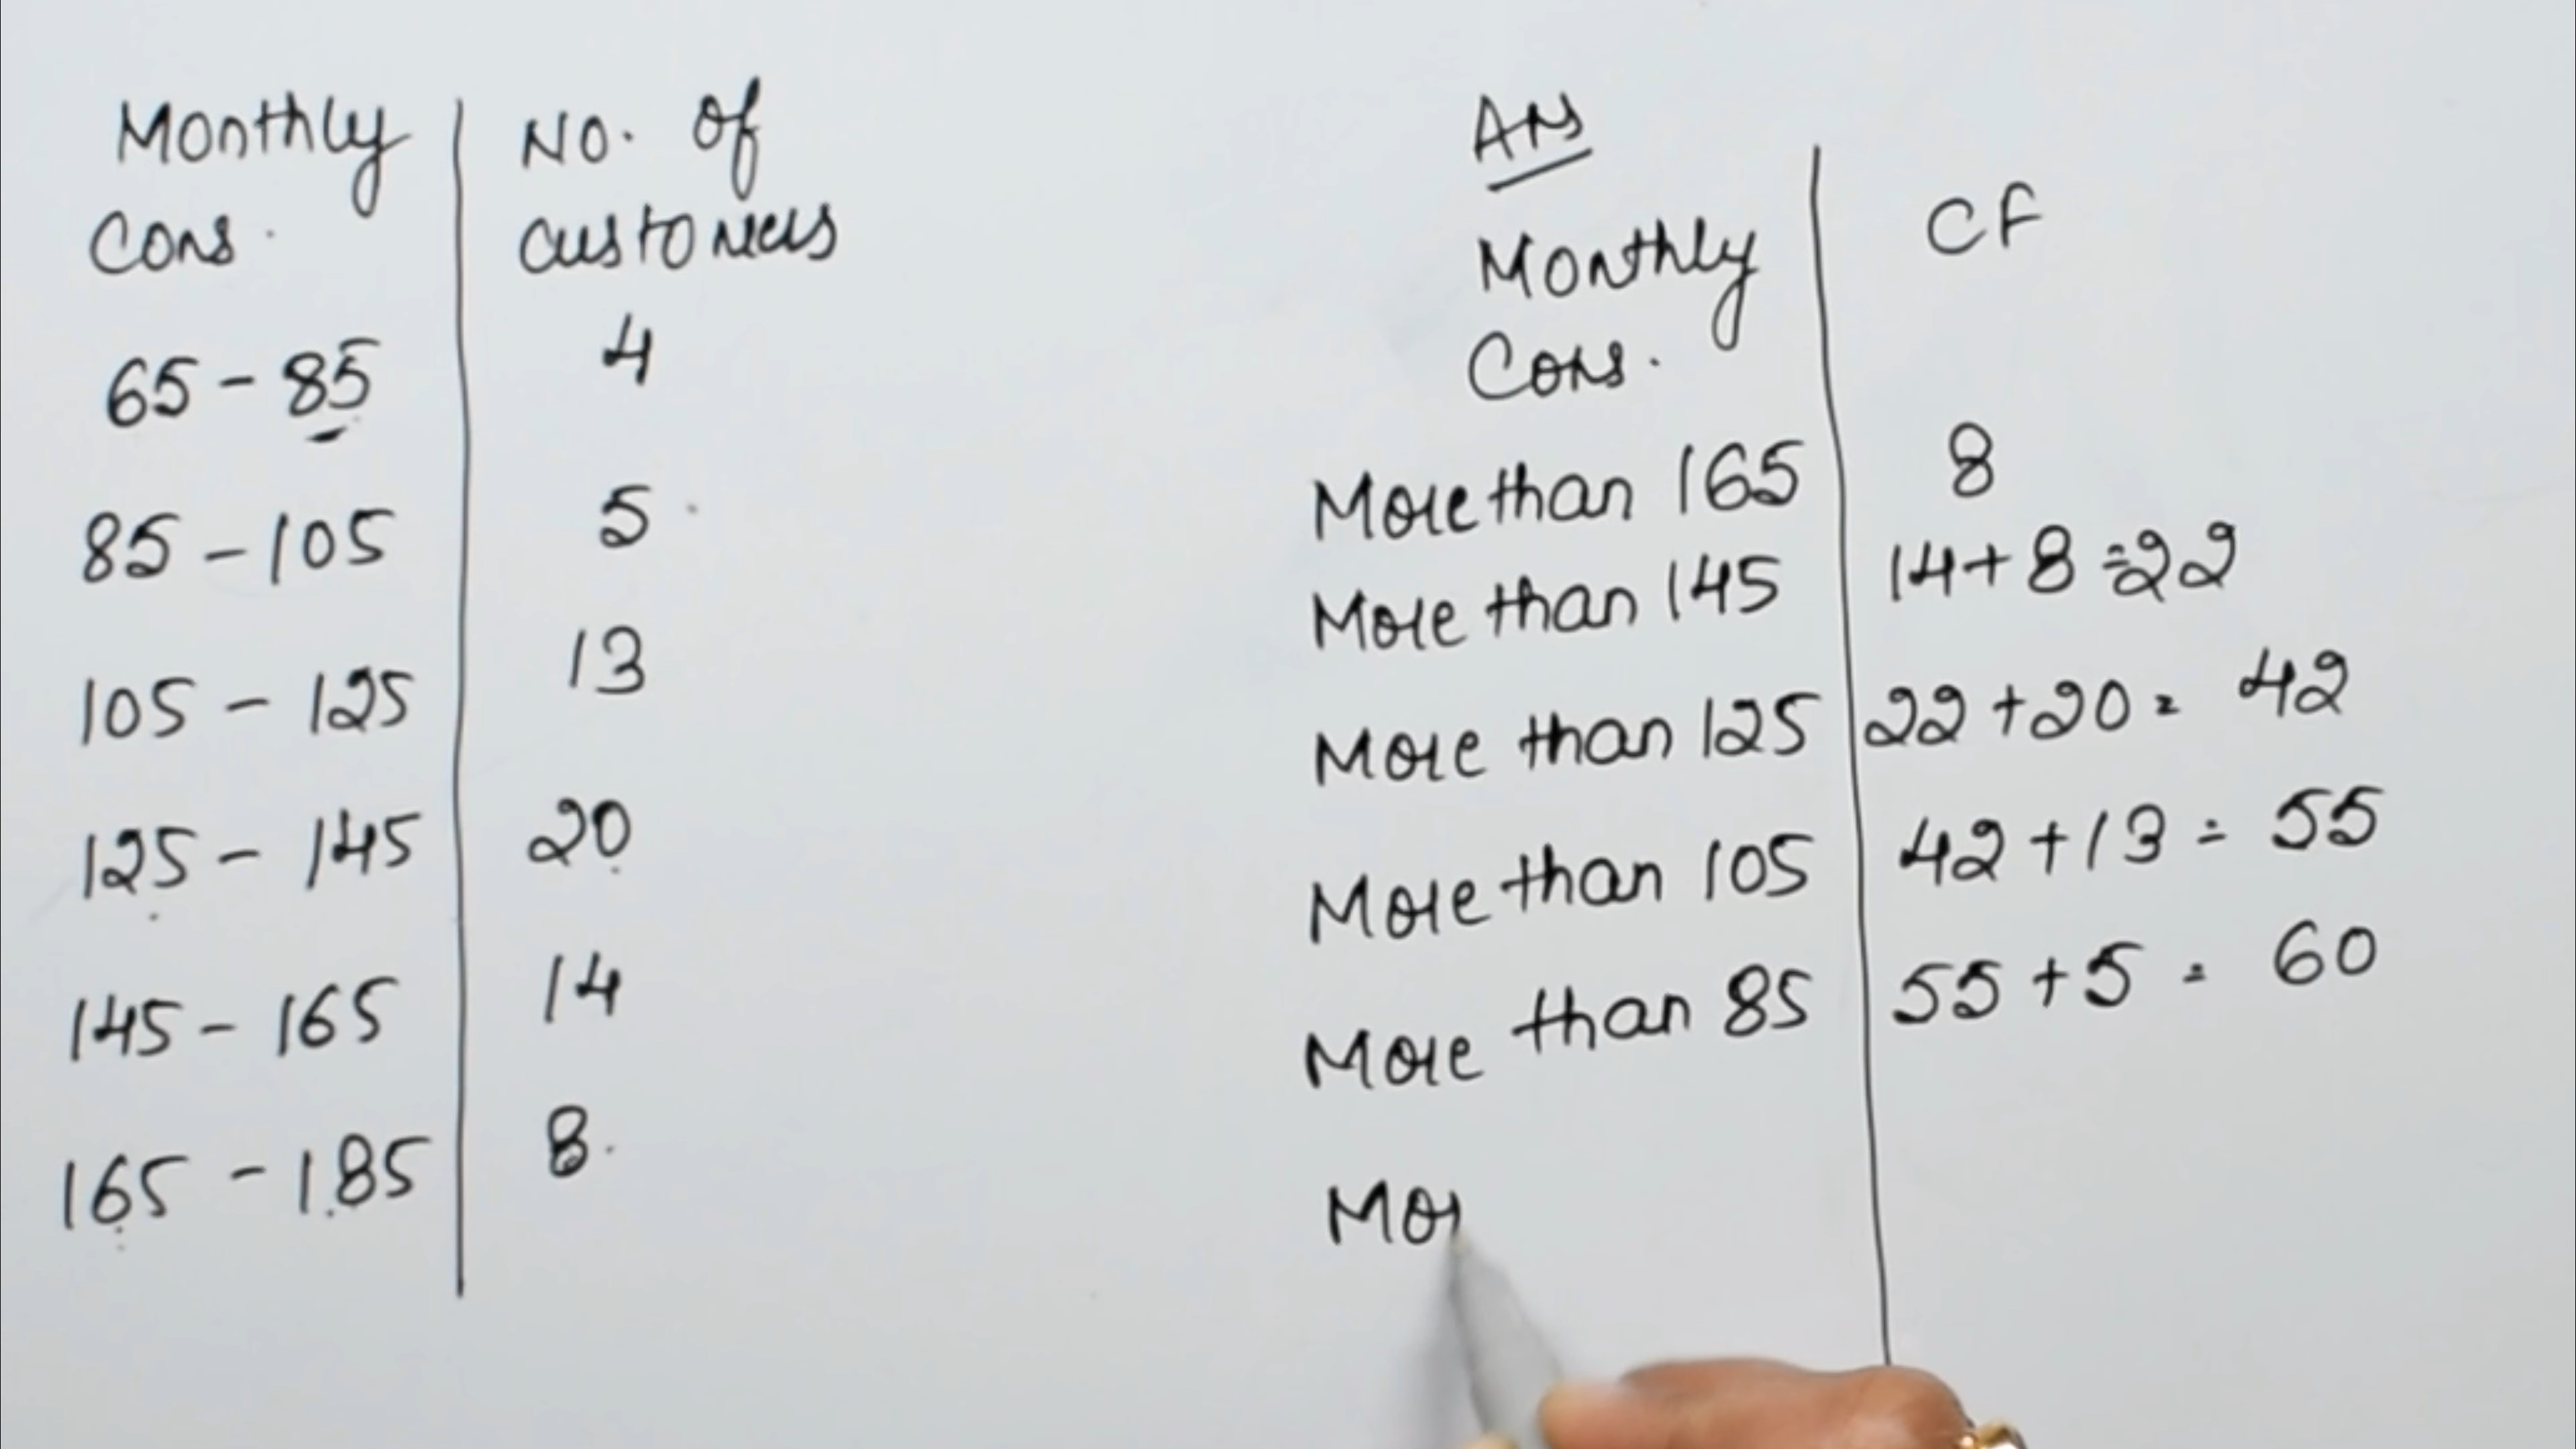 Monthly
Cons.
No. of
customers
65 - 85
4
85 - 105
5
105 - 125
13
125 - 145
20
145 - 165
14
165 - 185
8
Ans
Monthly
Cons.
CF
More than 165
8
More than 145
14 + 8 = 22
More than 125
22 + 20 = 42
More than 105
42 + 13 = 55
More than 85
55 + 5 = 60
Mor